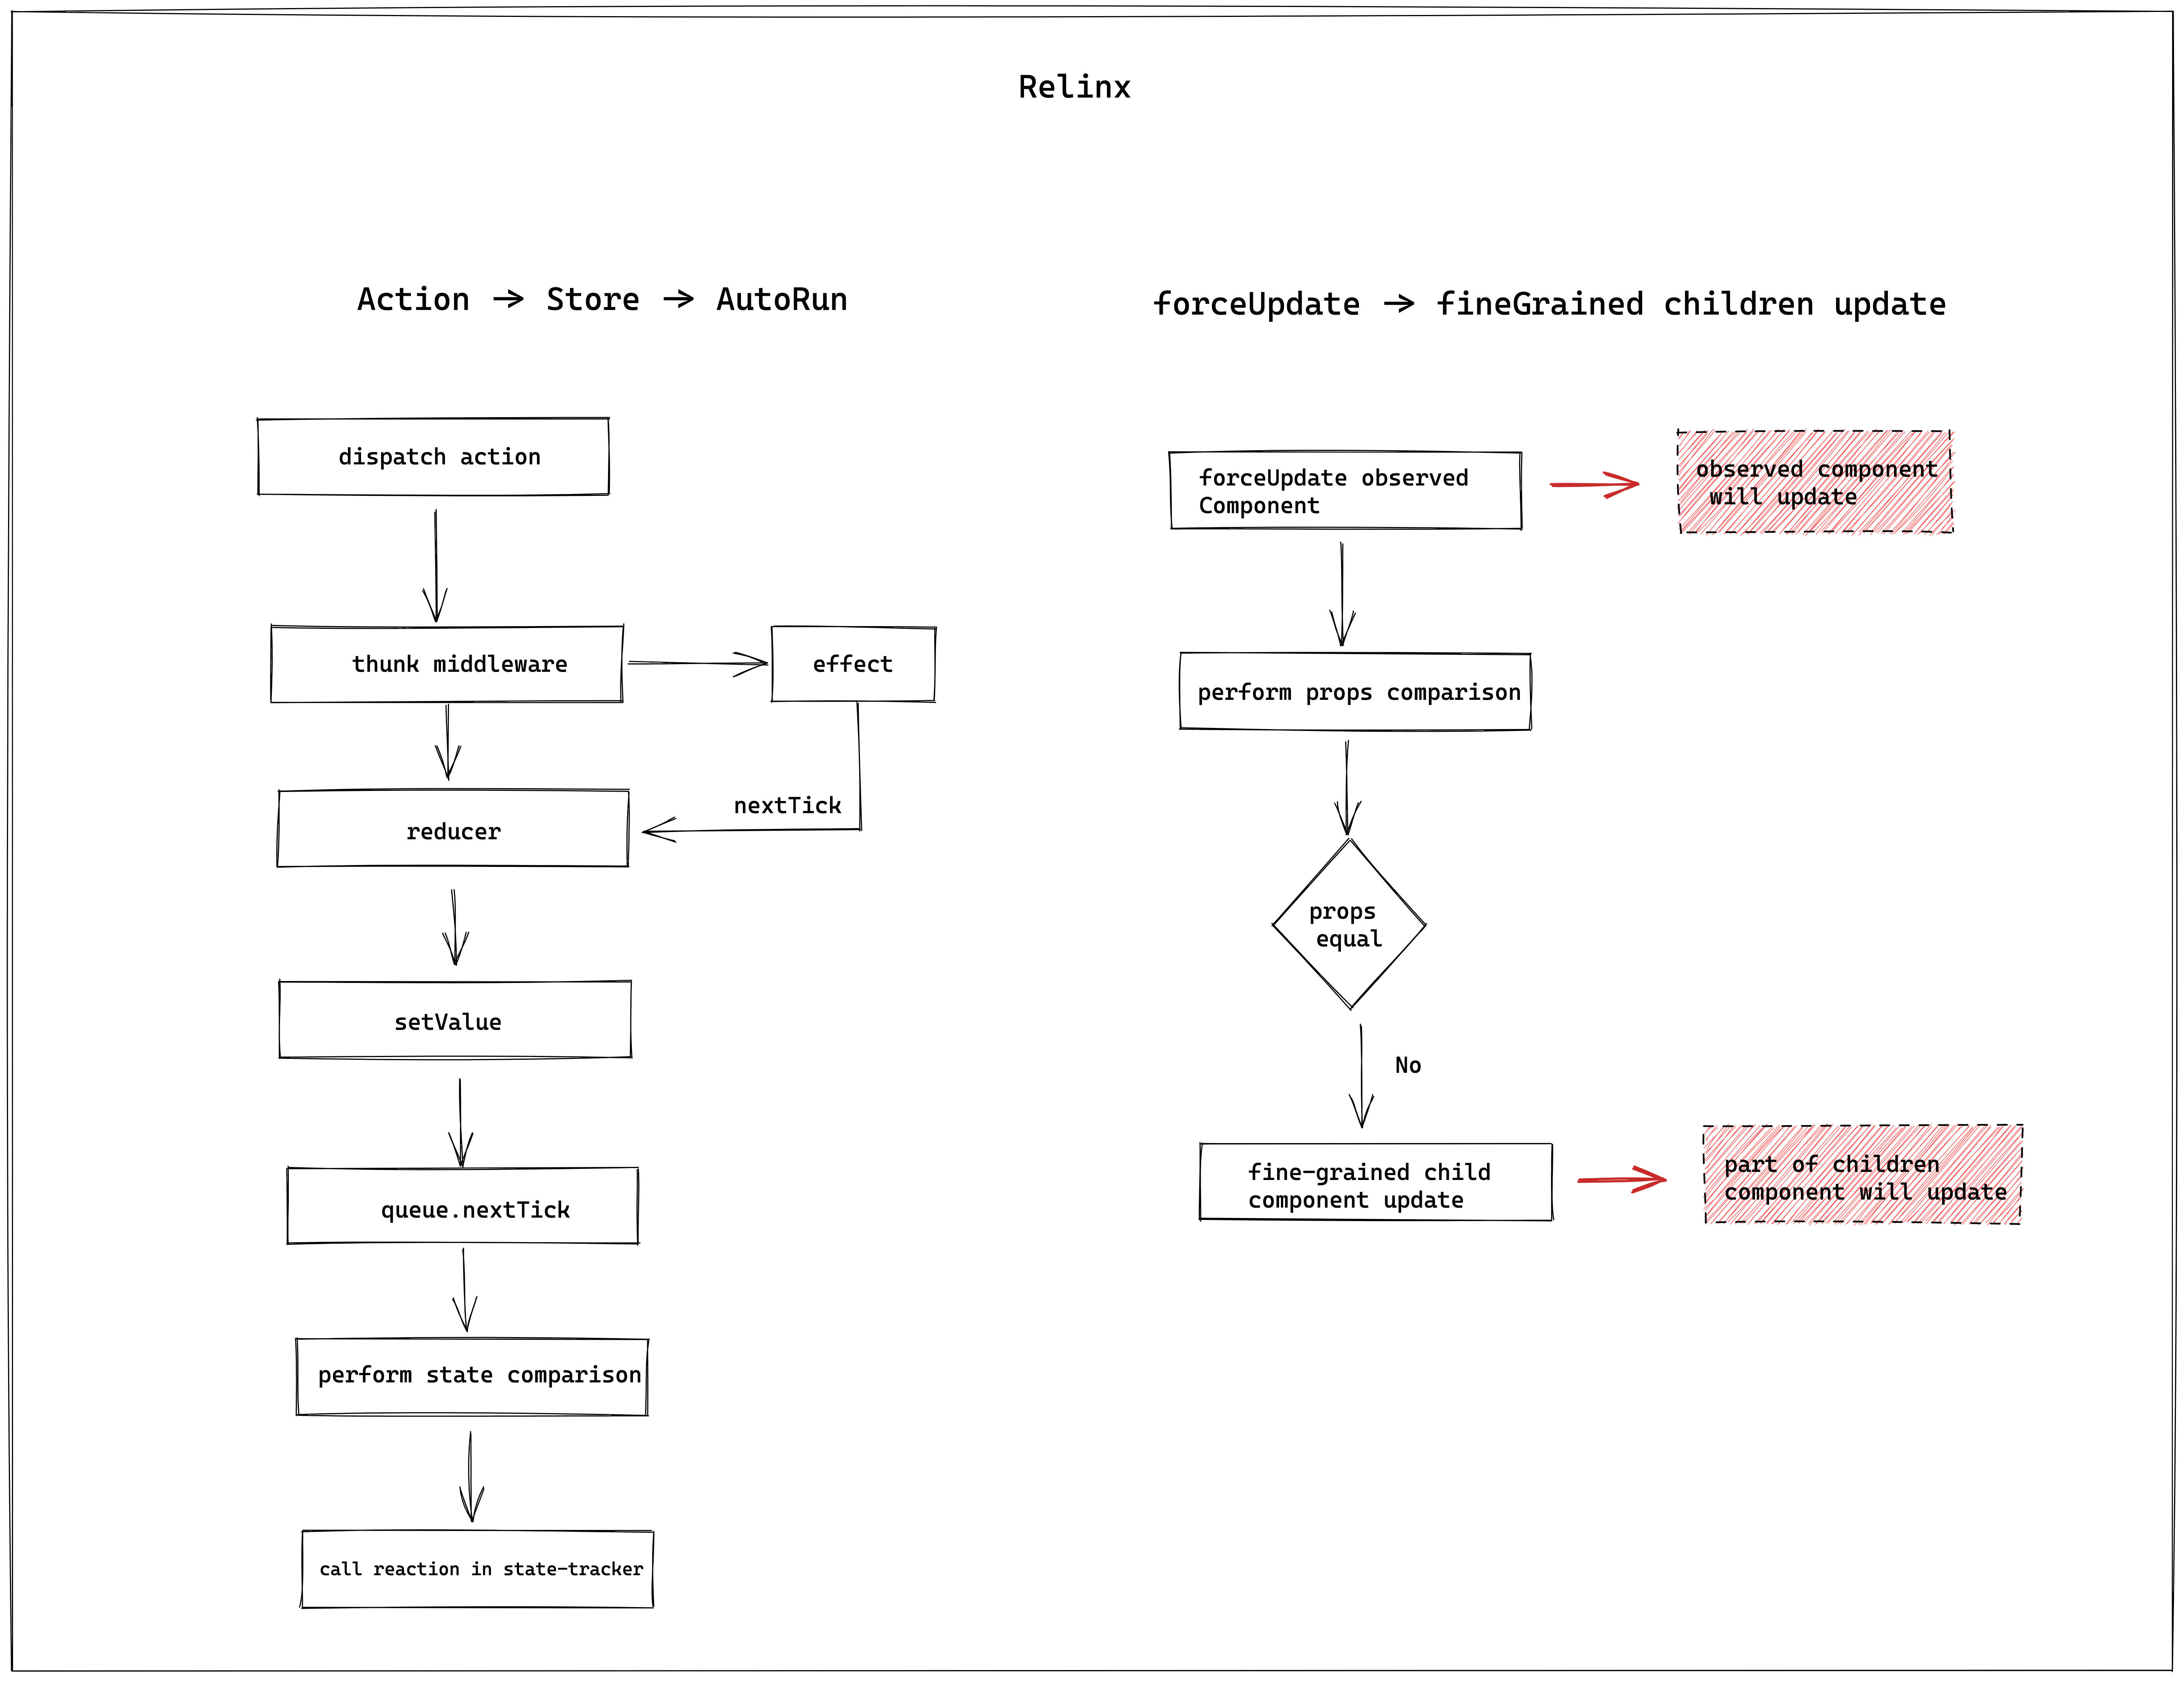 Relinx
Action → Store → AutoRun
dispatch action
thunk middleware
effect
nextTick
reducer
setValue
queue.nextTick
perform state comparison
call reaction in state-tracker
forceUpdate → fineGrained children update
forceUpdate observed
Component
observed component
will update
perform props comparison
props
equal
No
fine-grained child
component update
part of children
component will update